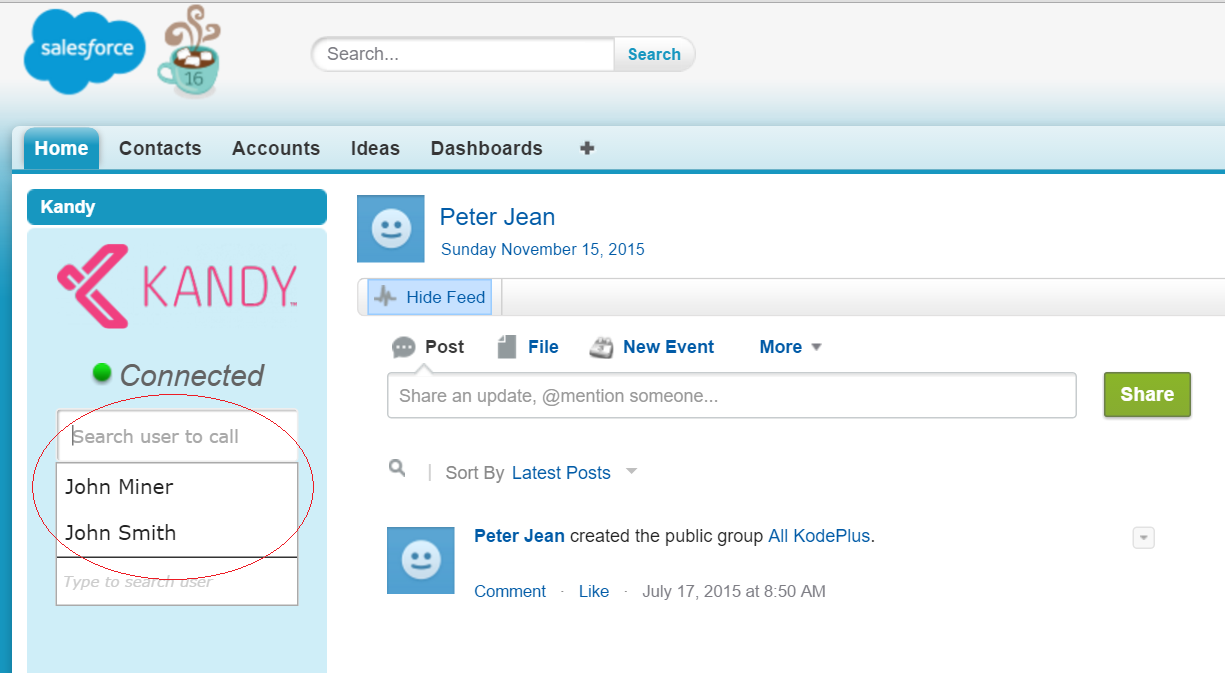 salesforce
16
Search...
Search
Home
Contacts
Accounts
Ideas
Dashboards
Kandy
KANDY™
Connected
Search user to call
John Miner
John Smith
Type to search user
Peter Jean
Sunday November 15, 2015
Hide Feed
Post
File
New Event
More
Share an update, @mention someone...
Share
Sort By Latest Posts
Peter Jean created the public group All KodePlus.
Comment · Like · July 17, 2015 at 8:50 AM